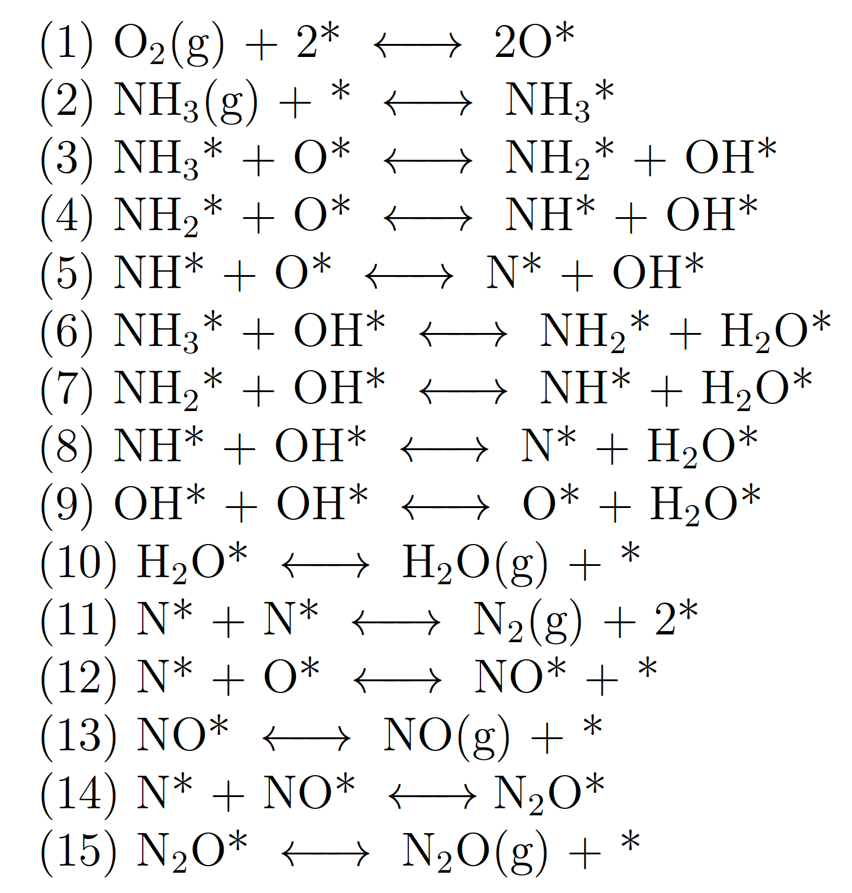 (1) O₂(g) + 2* ⟷ 2O*
(2) NH₃(g) + * ⟷ NH₃*
(3) NH₃* + O* ⟷ NH₂* + OH*
(4) NH₂* + O* ⟷ NH* + OH*
(5) NH* + O* ⟷ N* + OH*
(6) NH₃* + OH* ⟷ NH₂* + H₂O*
(7) NH₂* + OH* ⟷ NH* + H₂O*
(8) NH* + OH* ⟷ N* + H₂O*
(9) OH* + OH* ⟷ O* + H₂O*
(10) H₂O* ⟷ H₂O(g) + *
(11) N* + N* ⟷ N₂(g) + 2*
(12) N* + O* ⟷ NO* + *
(13) NO* ⟷ NO(g) + *
(14) N* + NO* ⟷ N₂O*
(15) N₂O* ⟷ N₂O(g) + *